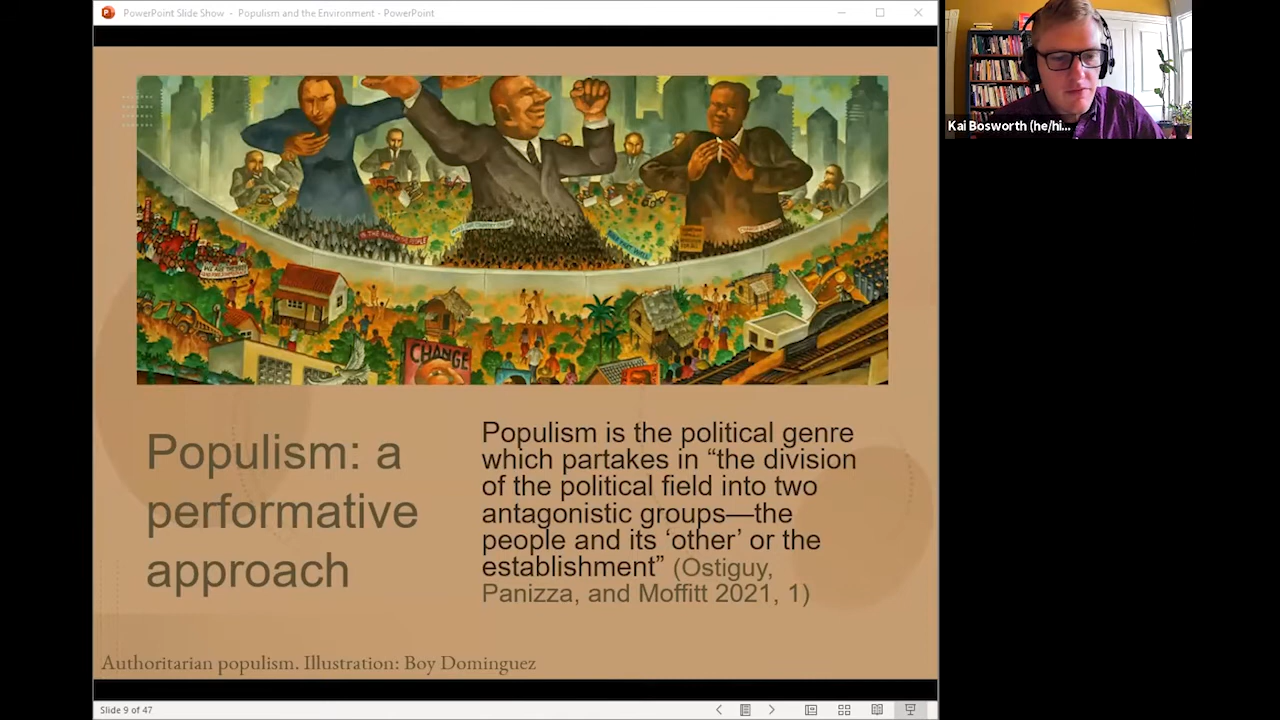 PowerPoint Slide Show - Populism and the Environment - PowerPoint
Kai Bosworth (he/hi...
CHANGE
Populism: a
performative
approach
Populism is the political genre
which partakes in “the division
of the political field into two
antagonistic groups—the
people and its ‘other’ or the
establishment” (Ostiguy,
Panizza, and Moffitt 2021, 1)
Authoritarian populism. Illustration: Boy Dominguez
Slide 9 of 47